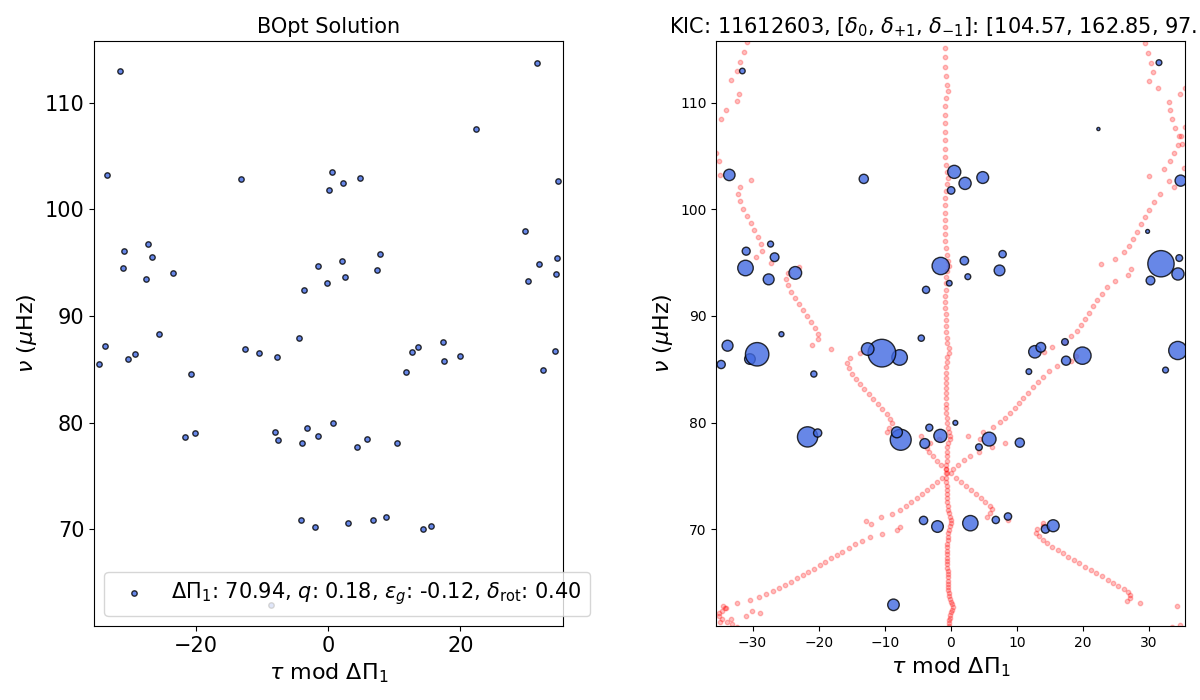 BOpt Solution
KIC: 11612603, [δ₀, δ₊₁, δ₋₁]: [104.57, 162.85, 97.
110
100
90
80
70
ν (μHz)
ΔΠ₁: 70.94, q: 0.18, ε_g: -0.12, δ_rot: 0.40
−20
0
20
τ mod ΔΠ₁
110
100
90
80
70
ν (μHz)
−30
−20
−10
0
10
20
30
τ mod ΔΠ₁